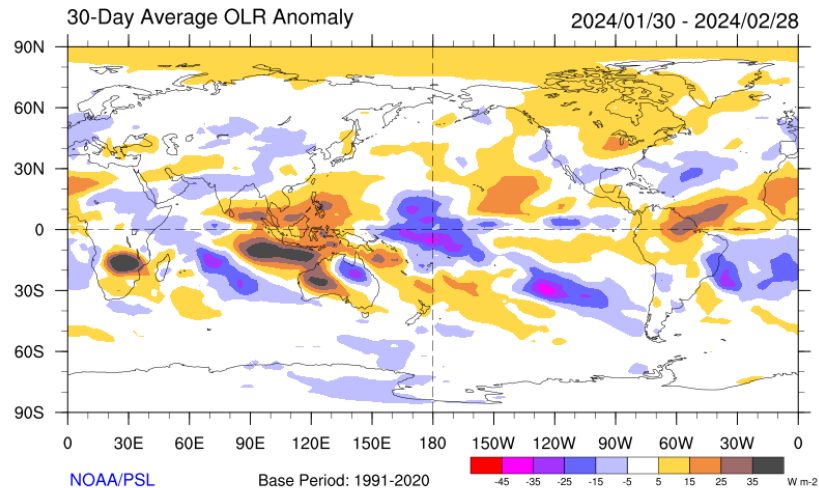 30-Day Average OLR Anomaly 2024/01/30 - 2024/02/28
90N
60N
30N
0
30S
60S
90S
0 30E 60E 90E 120E 150E 180 150W 120W 90W 60W 30W 0
-45 -35 -25 -15 -5 5 15 25 35 W m-2
NOAA/PSL Base Period: 1991-2020